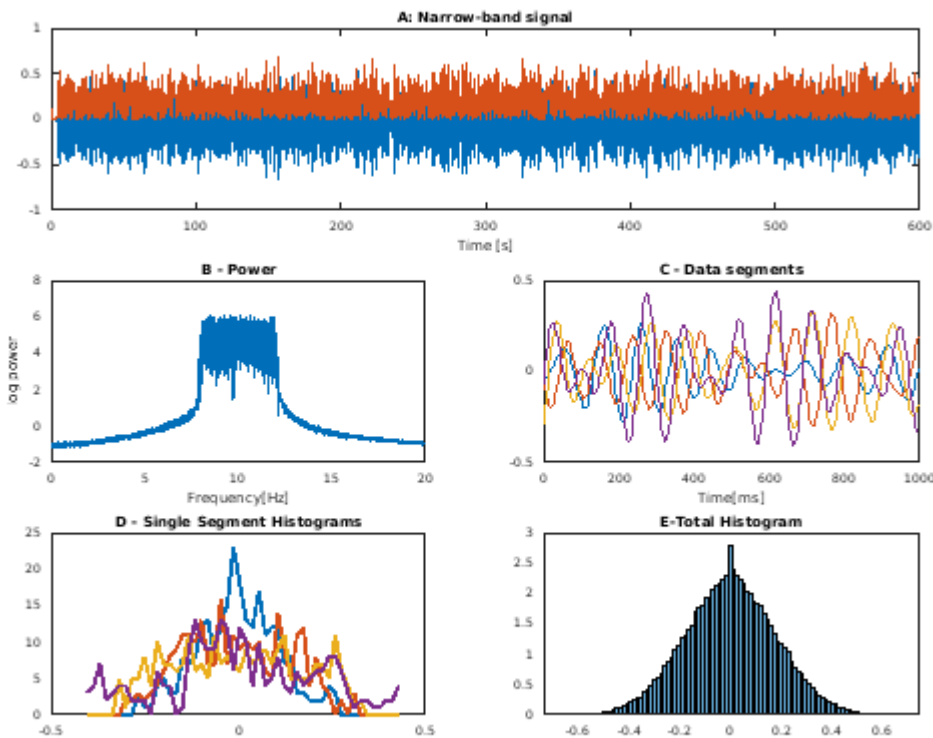 A: Narrow-band signal
1
0.5
0
-0.5
-1
0 100 200 300 400 500 600
Time [s]
B - Power
8
6
4
2
0
-2
log power
0 5 10 15 20
Frequency[Hz]
C - Data segments
0.5
0
-0.5
0 200 400 600 800 1000
Time[ms]
D - Single Segment Histograms
25
20
15
10
5
0
-0.5 0 0.5
E-Total Histogram
3
2.5
2
1.5
1
0.5
0
-0.6 -0.4 -0.2 0 0.2 0.4 0.6